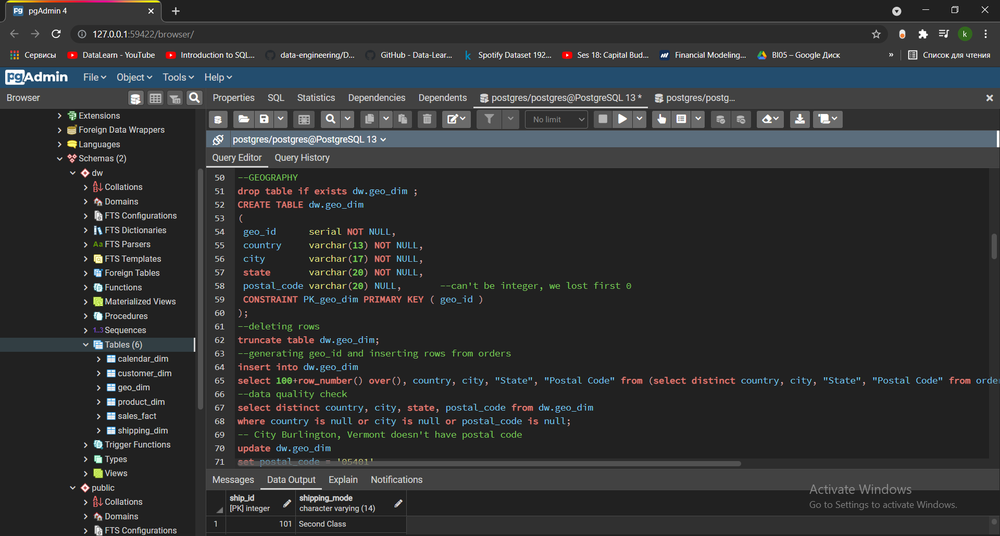 pgAdmin 4
127.0.0.1:59422/browser/
Сервисы DataLearn - YouTube Introduction to SQL... data-engineering/D... GitHub - Data-Lear... Spotify Dataset 192... Ses 18: Capital Bud... Financial Modeling... BI05 – Google Диск » Список для чтения
pgAdmin File Object Tools Help
Browser
Properties SQL Statistics Dependencies Dependents postgres/postgres@PostgreSQL 13 * postgres/postg...
No limit
postgres/postgres@PostgreSQL 13
Query Editor Query History
Extensions
Foreign Data Wrappers
Languages
Schemas (2)
dw
Collations
Domains
FTS Configurations
FTS Dictionaries
Aa FTS Parsers
FTS Templates
Foreign Tables
Functions
Materialized Views
Procedures
1..3 Sequences
Tables (6)
calendar_dim
customer_dim
geo_dim
product_dim
sales_fact
shipping_dim
Trigger Functions
Types
Views
public
Collations
Domains
FTS Configurations
50 --GEOGRAPHY
51 drop table if exists dw.geo_dim ;
52 CREATE TABLE dw.geo_dim
53 (
54 geo_id serial NOT NULL,
55 country varchar(13) NOT NULL,
56 city varchar(17) NOT NULL,
57 state varchar(20) NOT NULL,
58 postal_code varchar(20) NULL, --can't be integer, we lost first 0
59 CONSTRAINT PK_geo_dim PRIMARY KEY ( geo_id )
60 );
61 --deleting rows
62 truncate table dw.geo_dim;
63 --generating geo_id and inserting rows from orders
64 insert into dw.geo_dim
65 select 100+row_number() over(), country, city, "State", "Postal Code" from (select distinct country, city, "State", "Postal Code" from orde
66 --data quality check
67 select distinct country, city, state, postal_code from dw.geo_dim
68 where country is null or city is null or postal_code is null;
69 -- City Burlington, Vermont doesn't have postal code
70 update dw.geo_dim
71 set postal_code = '05401'
Messages Data Output Explain Notifications
ship_id
[PK] integer
shipping_mode
character varying (14)
1 101 Second Class
Activate Windows
Go to Settings to activate Windows.
k